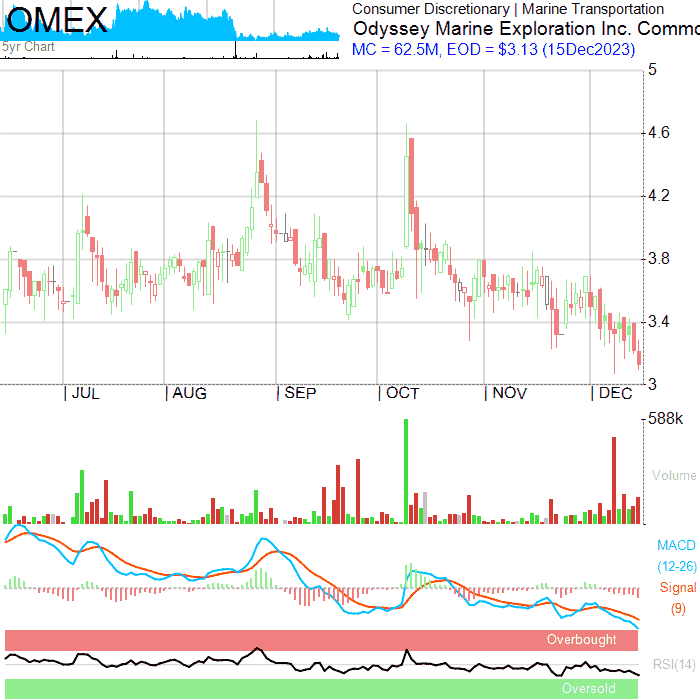 OMEX
5yr Chart
Consumer Discretionary | Marine Transportation
Odyssey Marine Exploration Inc. Commo
MC = 62.5M, EOD = $3.13 (15Dec2023)
5
4.6
4.2
3.8
3.4
3
| JUL | AUG | SEP | OCT | NOV | DEC
588k
Volume
MACD
(12-26)
Signal
(9)
Overbought
RSI(14)
Oversold